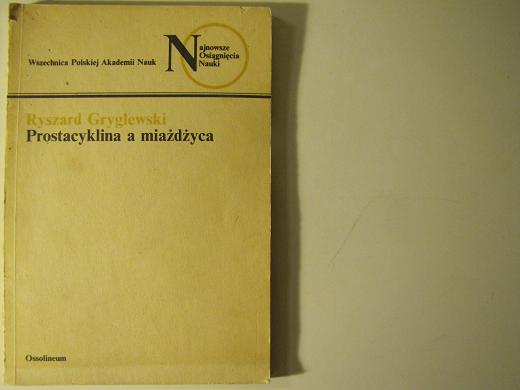 Wszechnica Polskiej Akademii Nauk
Najnowsze
Osiągnięcia
Nauki
Ryszard Gryglewski
Prostacyklina a miażdżyca
Ossolineum